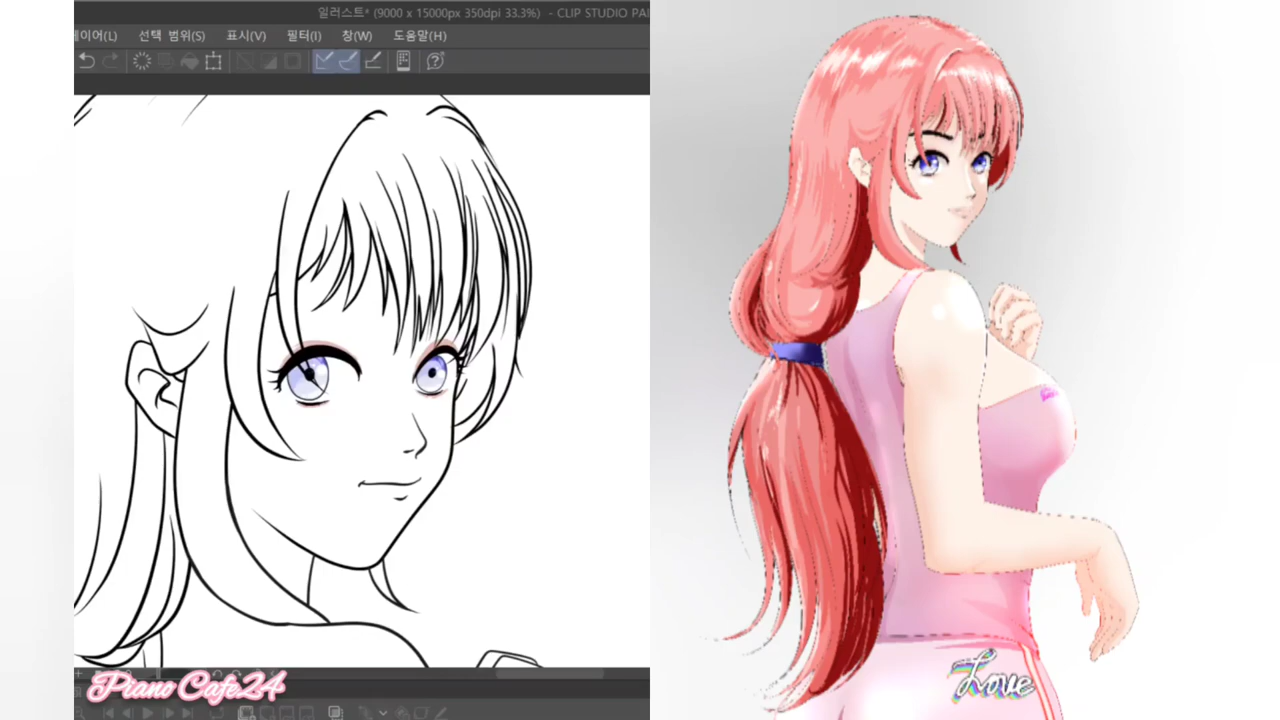 일러스트* (9000 x 15000px 350dpi 33.3%) - CLIP STUDIO PAI
레이어(L) 선택 범위(S) 표시(V) 필터(I) 창(W) 도움말(H)
Piano Cafe24
Love